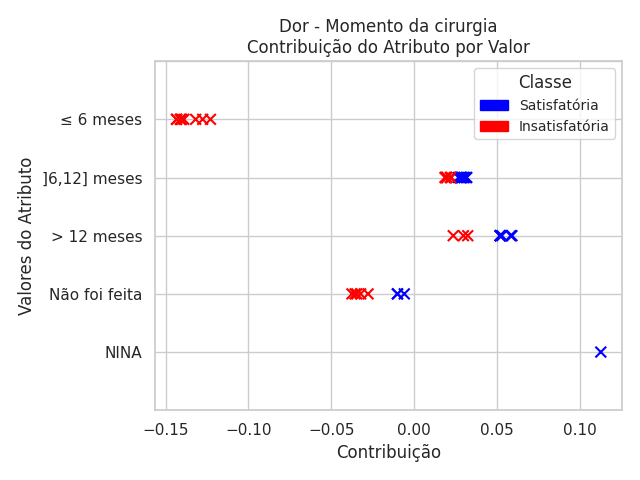 Dor - Momento da cirurgia
Contribuição do Atributo por Valor
Classe
Satisfatória
Insatisfatória
Valores do Atributo
≤ 6 meses
]6,12] meses
> 12 meses
Não foi feita
NINA
−0.15 −0.10 −0.05 0.00 0.05 0.10
Contribuição